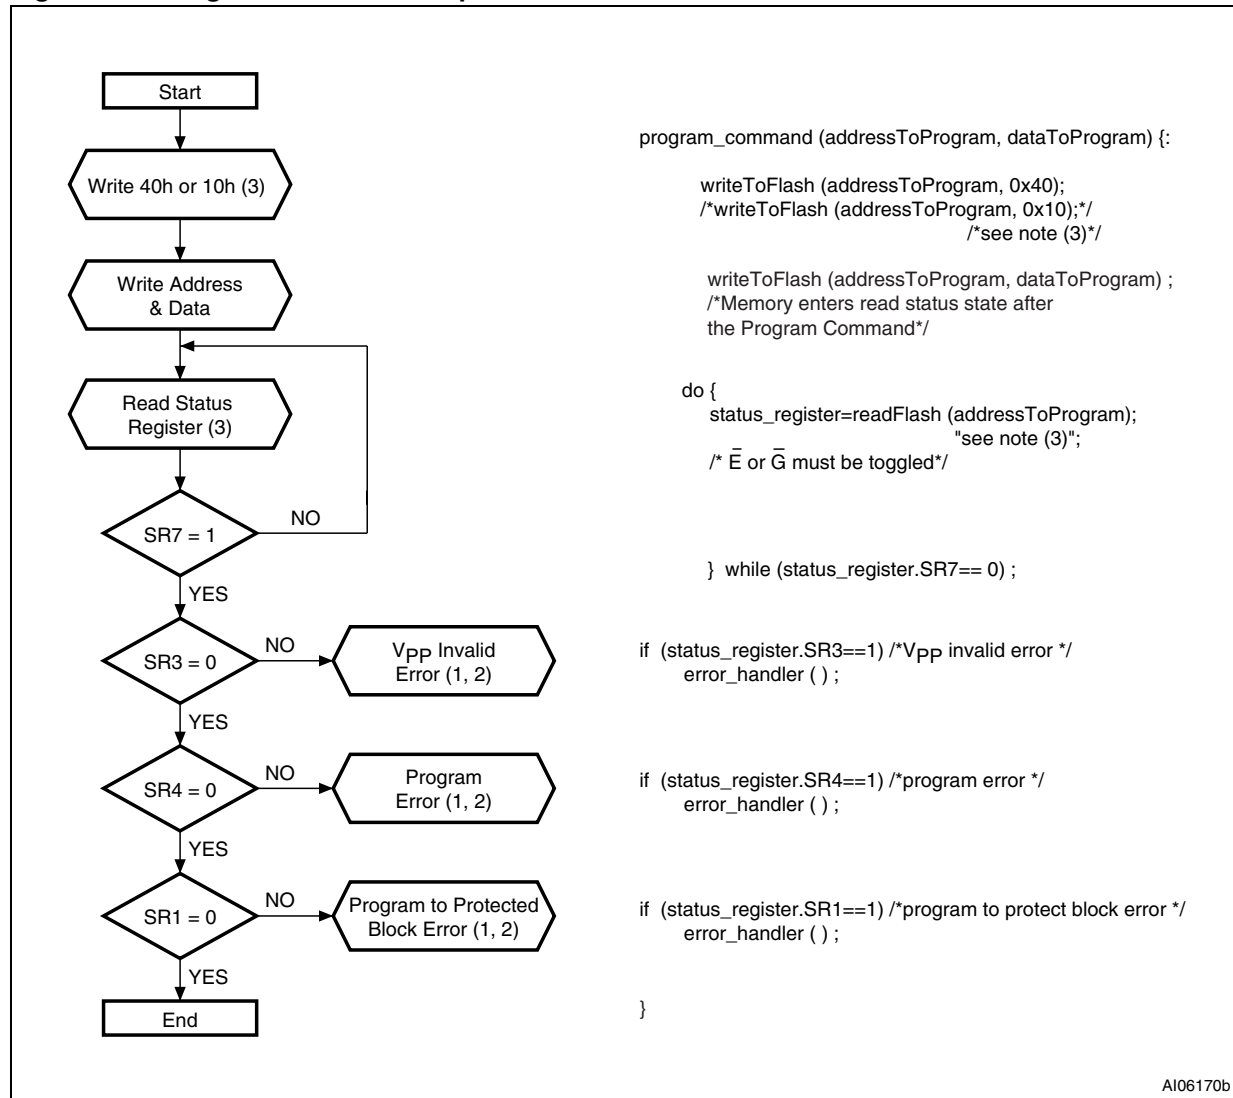 Start
Write 40h or 10h (3)
Write Address
& Data
Read Status
Register (3)
SR7 = 1
NO
YES
SR3 = 0
NO
VPP Invalid
Error (1, 2)
YES
SR4 = 0
NO
Program
Error (1, 2)
YES
SR1 = 0
NO
Program to Protected
Block Error (1, 2)
YES
End
program_command (addressToProgram, dataToProgram) {:
writeToFlash (addressToProgram, 0x40);
/*writeToFlash (addressToProgram, 0x10);*/
/*see note (3)*/
writeToFlash (addressToProgram, dataToProgram) ;
/*Memory enters read status state after
the Program Command*/
do {
status_register=readFlash (addressToProgram);
"see note (3)";
/* E̅ or G̅ must be toggled*/
} while (status_register.SR7== 0) ;
if (status_register.SR3==1) /*VPP invalid error */
error_handler ( ) ;
if (status_register.SR4==1) /*program error */
error_handler ( ) ;
if (status_register.SR1==1) /*program to protect block error */
error_handler ( ) ;
}
AI06170b